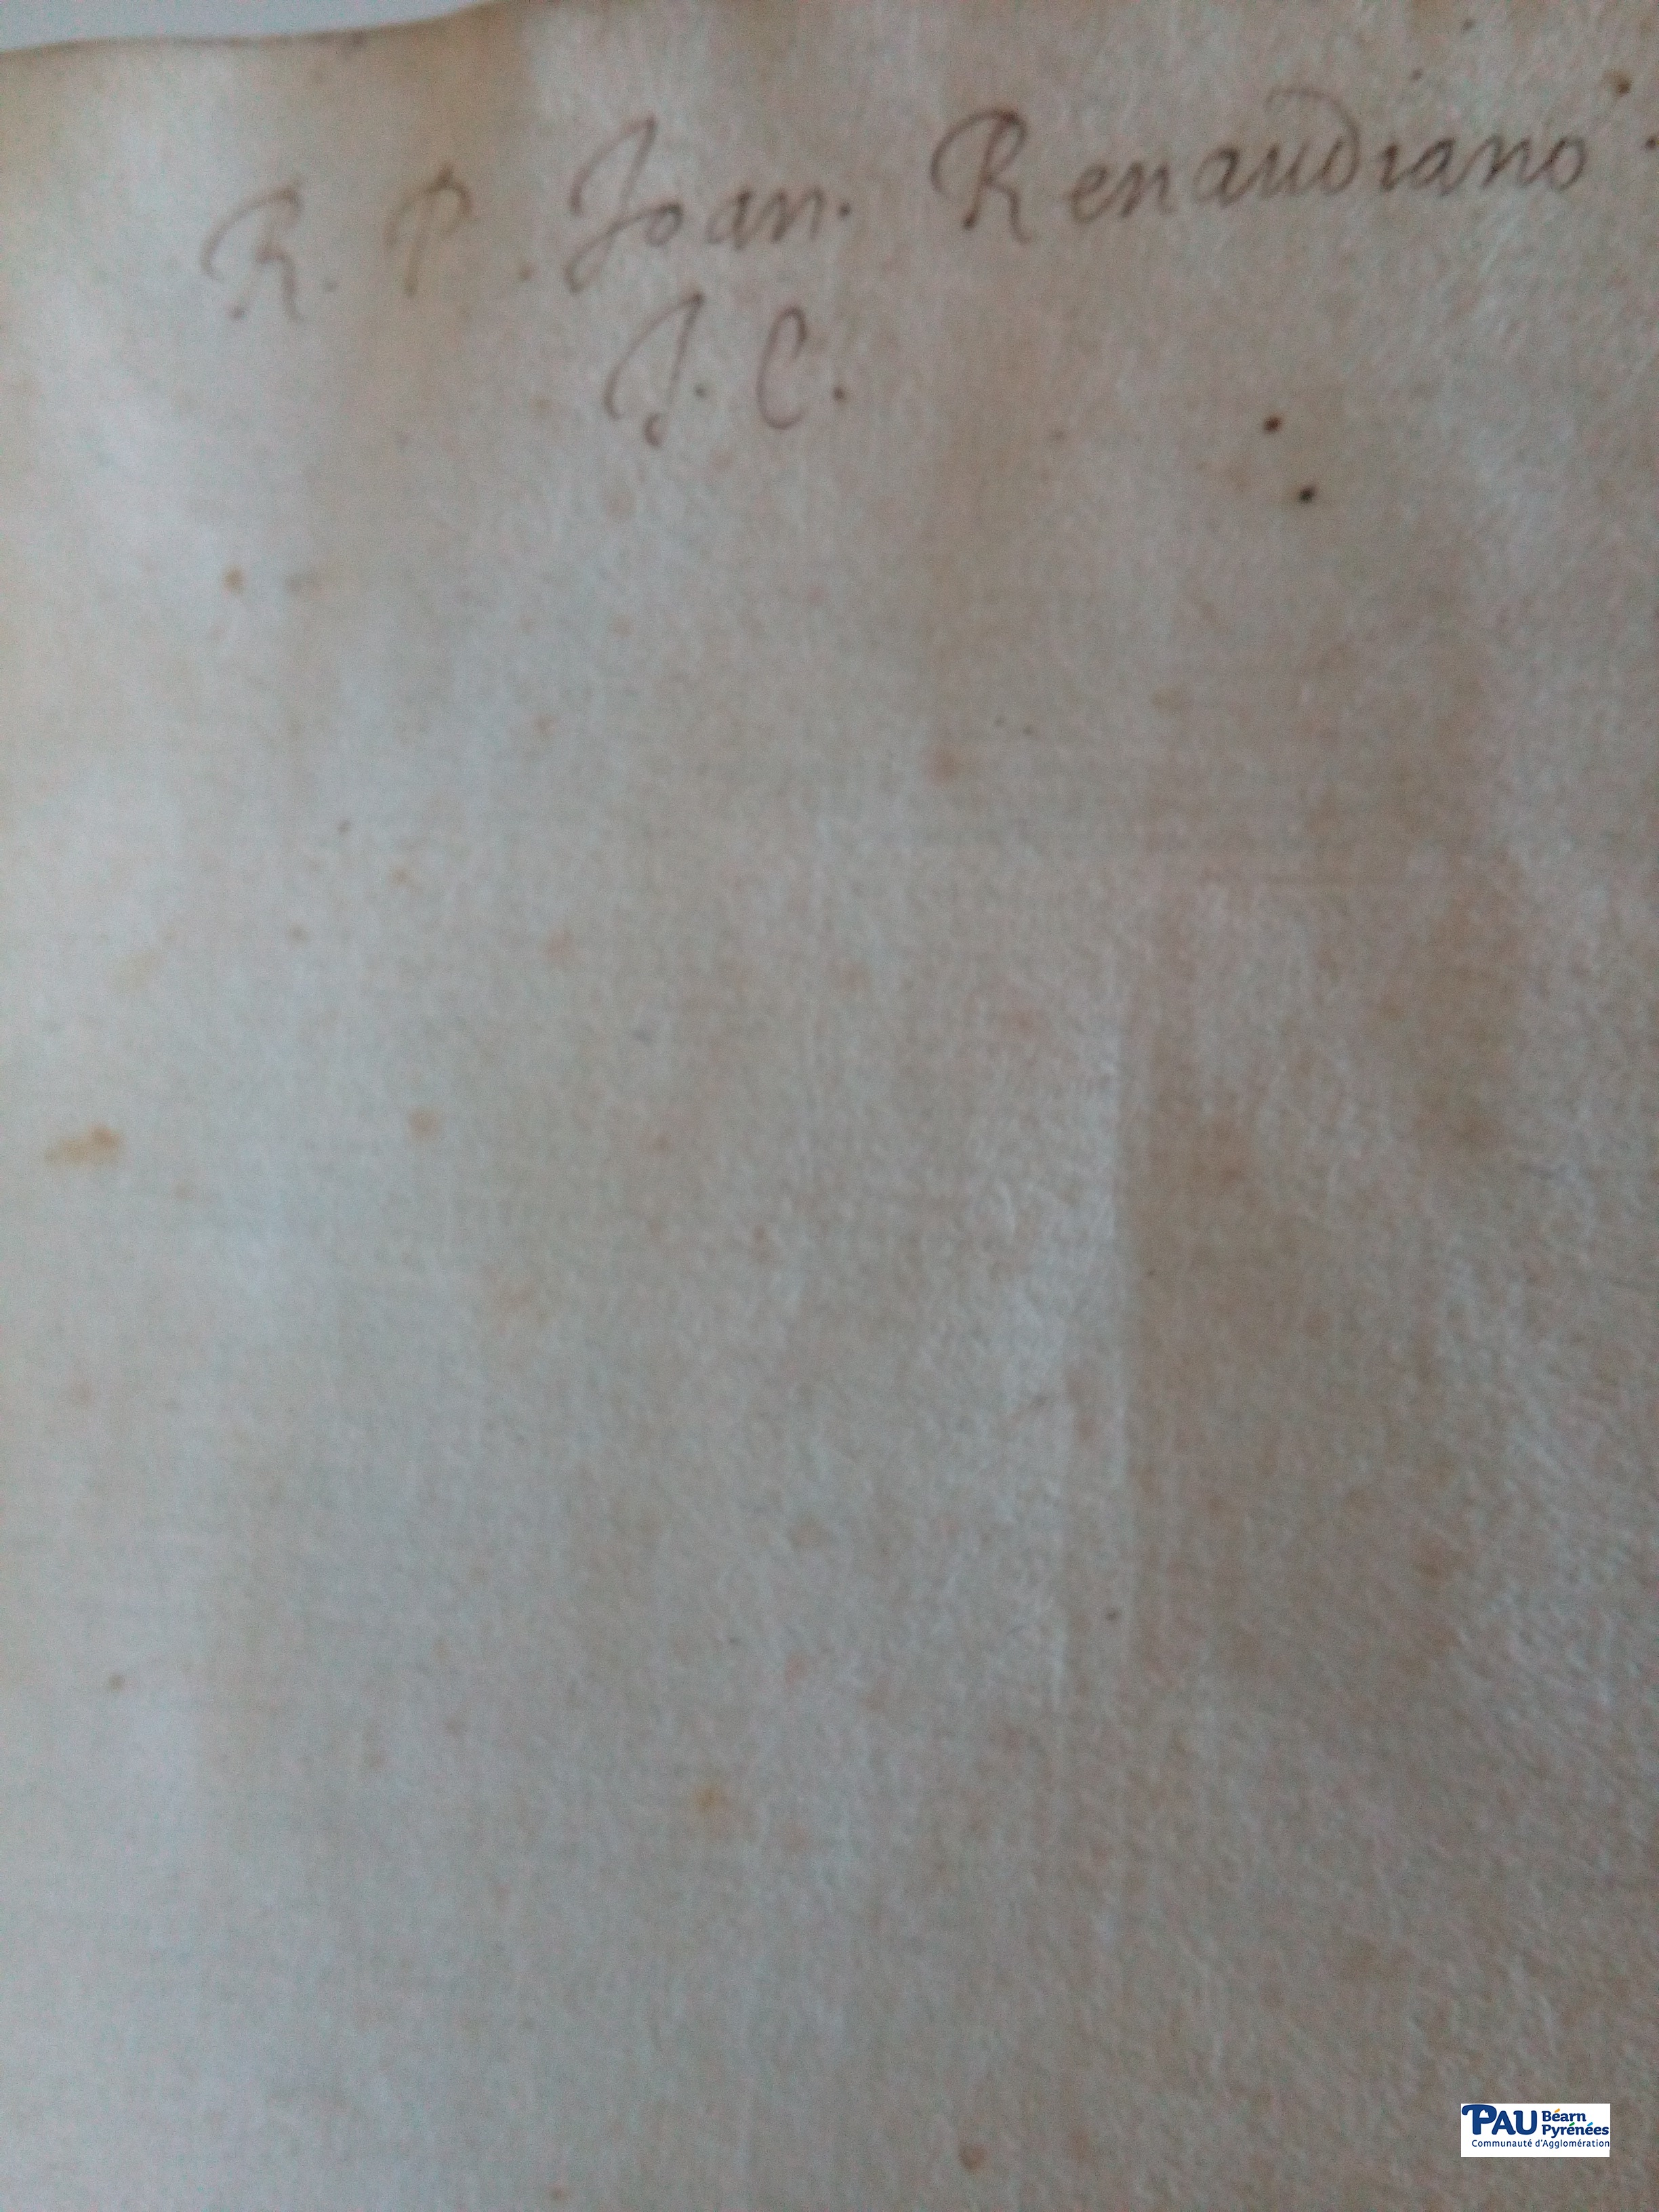 R. P. Joan. Renaudiano.
J. C.
PAU Béarn
Pyrénées
Communauté d'Agglomération